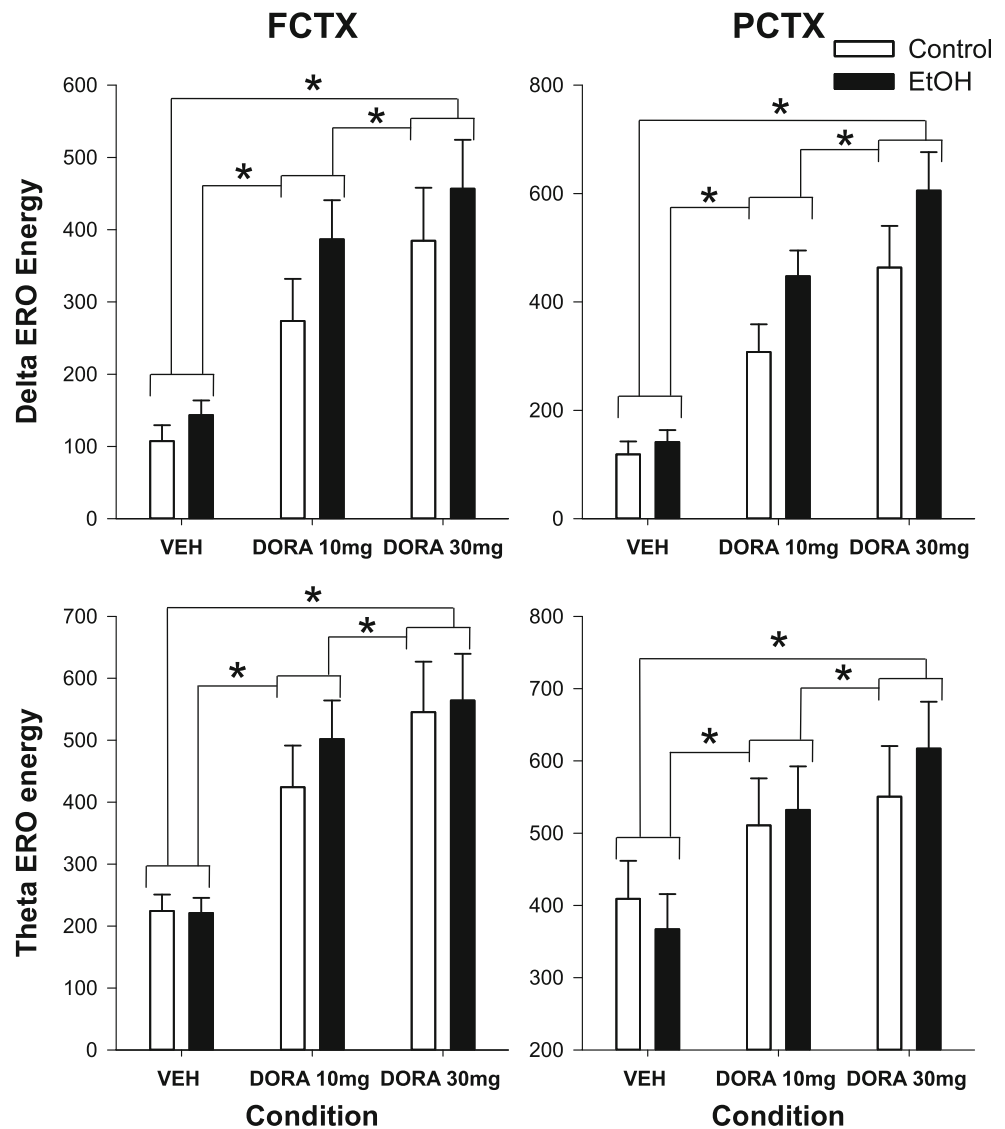 FCTX
PCTX
Control
EtOH
Delta ERO Energy
600
500
400
300
200
100
0
*
*
*
VEH
DORA 10mg
DORA 30mg
800
600
400
200
0
*
*
*
VEH
DORA 10mg
DORA 30mg
Theta ERO energy
700
600
500
400
300
200
100
0
*
*
*
VEH
DORA 10mg
DORA 30mg
Condition
800
700
600
500
400
300
200
*
*
*
VEH
DORA 10mg
DORA 30mg
Condition